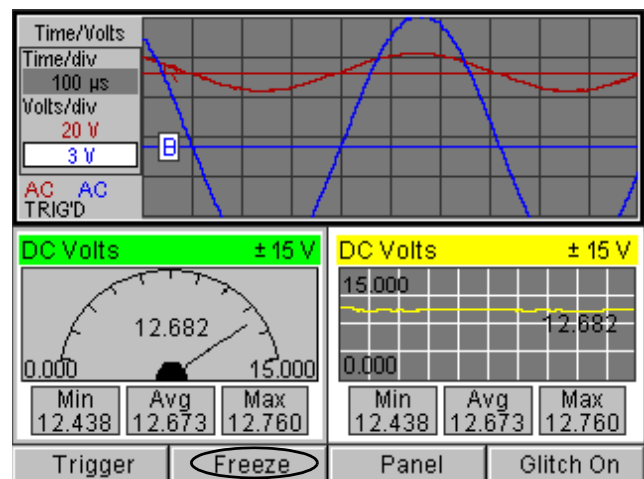 Time/Volts
Time/div
100 µs
Volts/div
20 V
3 V
AC AC
TRIG'D
B
DC Volts ± 15 V
12.682
0.000 15.000
Min Avg Max
12.438 12.673 12.760
DC Volts ± 15 V
15.000
12.682
0.000
Min Avg Max
12.438 12.673 12.760
Trigger Freeze Panel Glitch On